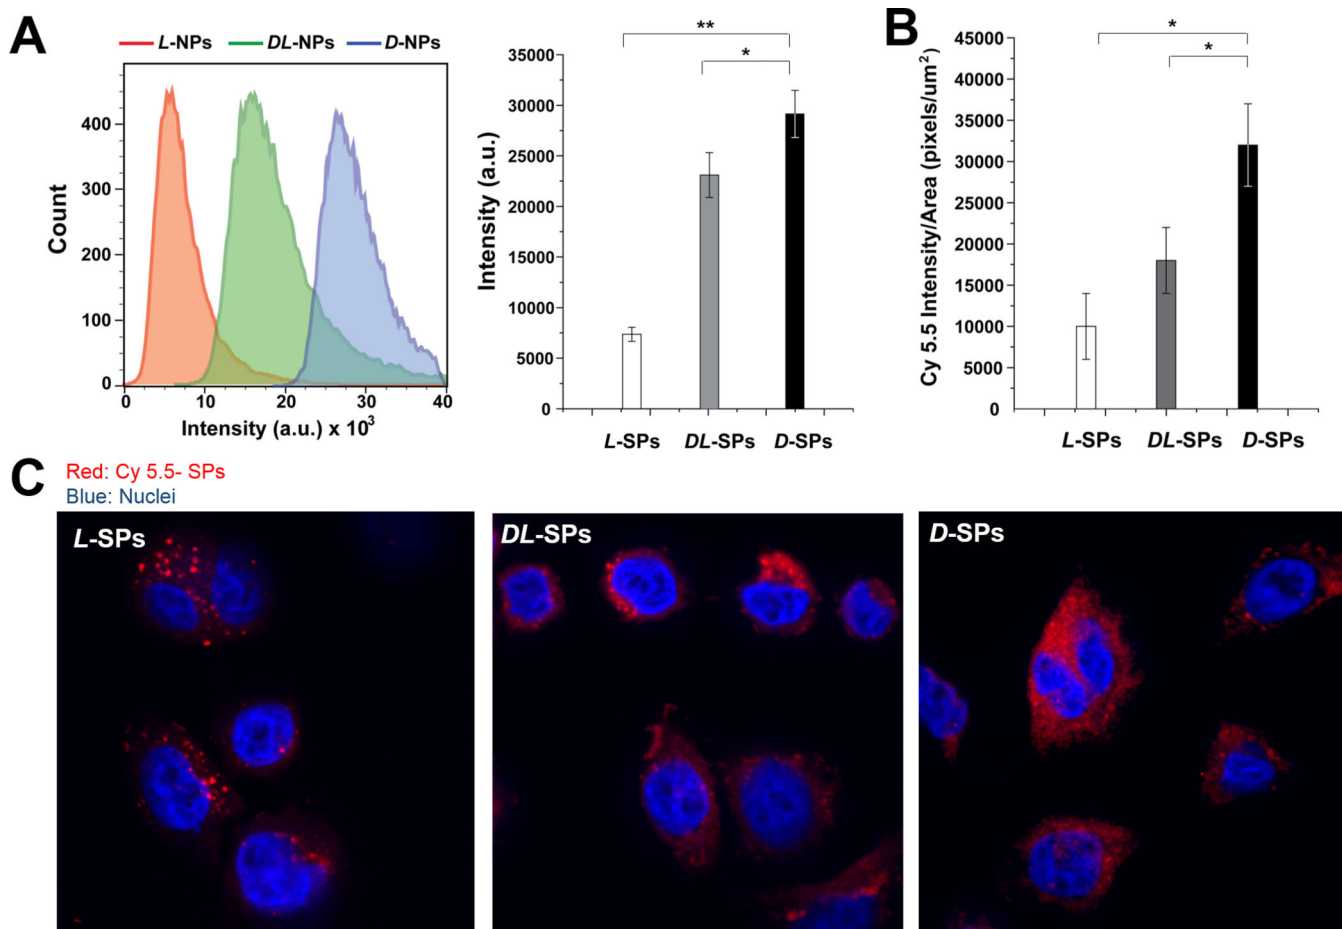 A
L-NPs DL-NPs D-NPs
Count
400
300
200
100
0
0 10 20 30 40
Intensity (a.u.) x 10³
**
*
Intensity (a.u.)
35000
30000
25000
20000
15000
10000
5000
0
L-SPs DL-SPs D-SPs
B
*
*
Cy 5.5 Intensity/Area (pixels/um²)
45000
40000
35000
30000
25000
20000
15000
10000
5000
0
L-SPs DL-SPs D-SPs
C
Red: Cy 5.5- SPs
Blue: Nuclei
L-SPs
DL-SPs
D-SPs